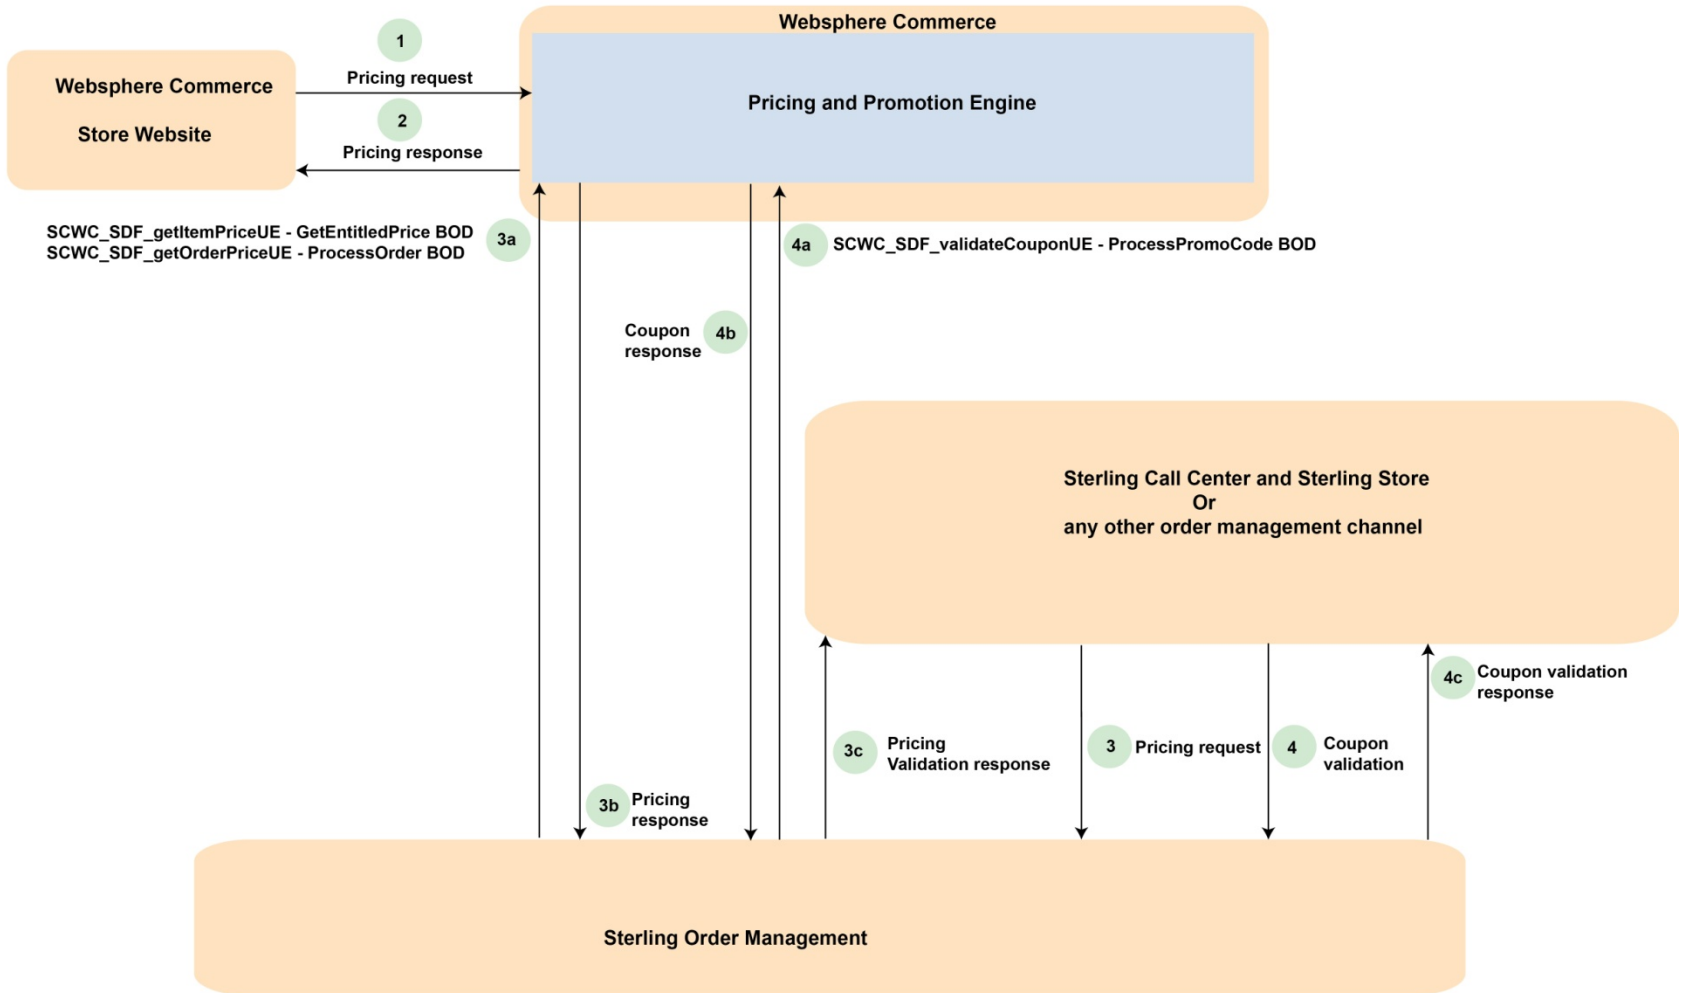 Websphere Commerce
1
Pricing request
Websphere Commerce
Store Website
Pricing and Promotion Engine
2
Pricing response
SCWC_SDF_getItemPriceUE - GetEntitledPrice BOD
SCWC_SDF_getOrderPriceUE - ProcessOrder BOD
3a
4a
SCWC_SDF_validateCouponUE - ProcessPromoCode BOD
Coupon
response
4b
Sterling Call Center and Sterling Store
Or
any other order management channel
4c
Coupon validation
response
3c
Pricing
Validation response
3
Pricing request
4
Coupon
validation
3b
Pricing
response
Sterling Order Management